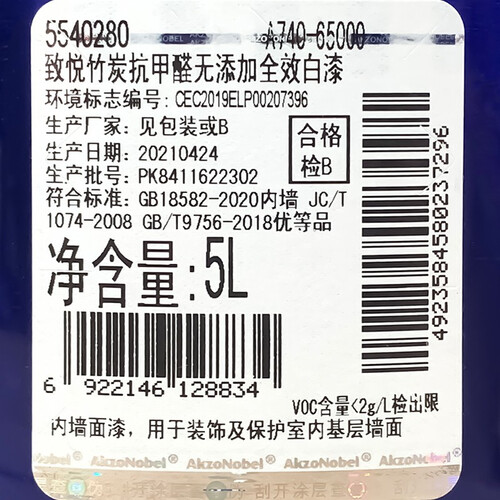 5540280 A740-65000
致悦竹炭抗甲醛无添加全效白漆
环境标志编号: CEC2019ELP00207396
生产厂家: 见包装或B
生产日期: 20210424
生产批号: PK8411622302
合格
检B
符合标准: GB18582-2020内墙 JC/T
1074-2008 GB/T9756-2018优等品
净含量: 5L
4923584580237296
6 922146 128834
VOC含量<2g/L检出限
内墙面漆, 用于装饰及保护室内基层墙面
AkzoNobel AkzoNobel AkzoNobel AkzoNobel
刮开涂层